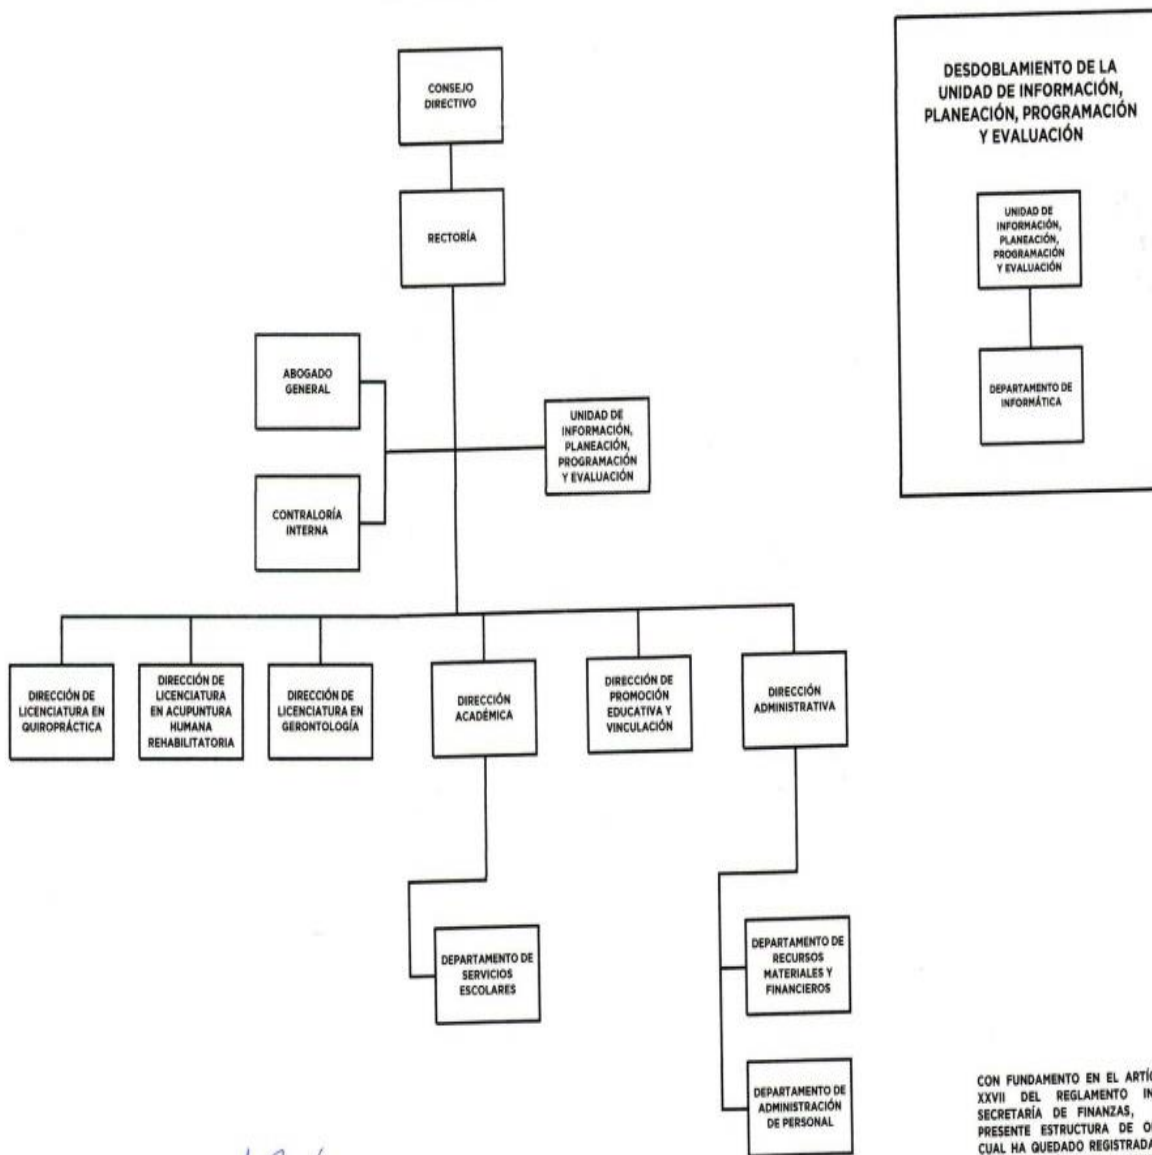 CONSEJO
DIRECTIVO
RECTORÍA
ABOGADO
GENERAL
CONTRALORÍA
INTERNA
UNIDAD DE
INFORMACIÓN,
PLANEACIÓN,
PROGRAMACIÓN
Y EVALUACIÓN
DIRECCIÓN DE
LICENCIATURA EN
QUIROPRÁCTICA
DIRECCIÓN DE
LICENCIATURA
EN ACUPUNTURA
HUMANA
REHABILITATORIA
DIRECCIÓN DE
LICENCIATURA EN
GERONTOLOGÍA
DIRECCIÓN
ACADÉMICA
DIRECCIÓN DE
PROMOCIÓN
EDUCATIVA Y
VINCULACIÓN
DIRECCIÓN
ADMINISTRATIVA
DEPARTAMENTO DE
SERVICIOS
ESCOLARES
DEPARTAMENTO DE
RECURSOS
MATERIALES Y
FINANCIEROS
DEPARTAMENTO DE
ADMINISTRACIÓN
DE PERSONAL
DESDOBLAMIENTO DE LA
UNIDAD DE INFORMACIÓN,
PLANEACIÓN, PROGRAMACIÓN
Y EVALUACIÓN
UNIDAD DE
INFORMACIÓN,
PLANEACIÓN,
PROGRAMACIÓN
Y EVALUACIÓN
DEPARTAMENTO DE
INFORMÁTICA
CON FUNDAMENTO EN EL
XXVII DEL REGLAMENTO
SECRETARÍA DE FINANZAS,
PRESENTE ESTRUCTURA DE
CUAL HA QUEDADO REGISTRADA